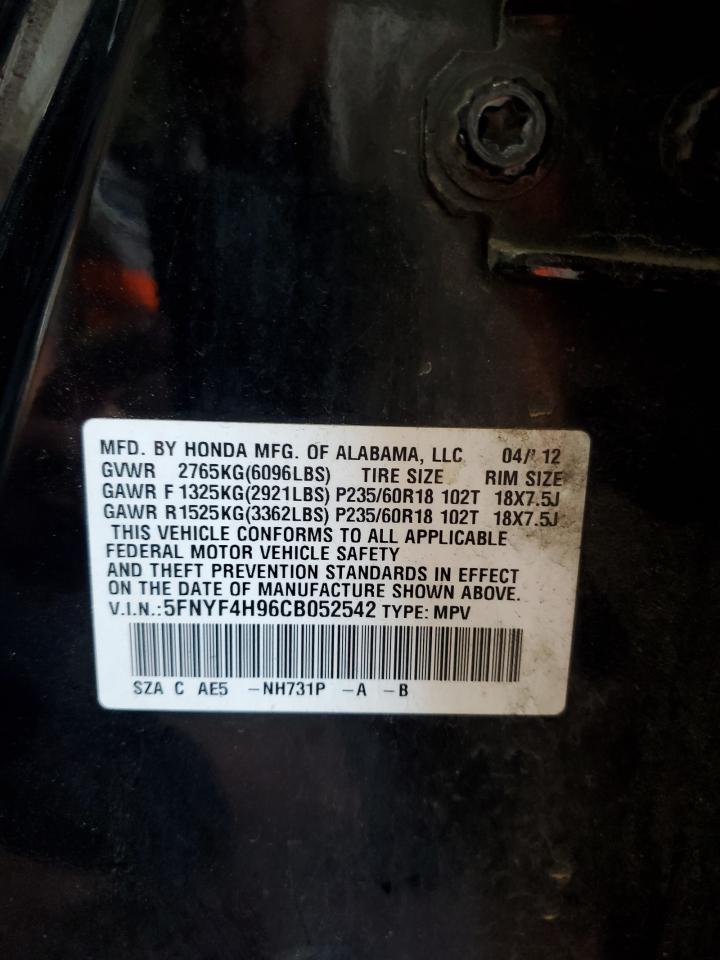 MFD. BY HONDA MFG. OF ALABAMA, LLC 04/ 12
GVWR 2765KG(6096LBS) TIRE SIZE RIM SIZE
GAWR F 1325KG(2921LBS) P235/60R18 102T 18X7.5J
GAWR R1525KG(3362LBS) P235/60R18 102T 18X7.5J
THIS VEHICLE CONFORMS TO ALL APPLICABLE
FEDERAL MOTOR VEHICLE SAFETY
AND THEFT PREVENTION STANDARDS IN EFFECT
ON THE DATE OF MANUFACTURE SHOWN ABOVE.
V.I.N.:5FNYF4H96CB052542 TYPE: MPV
SZA C AE5 -NH731P -A -B